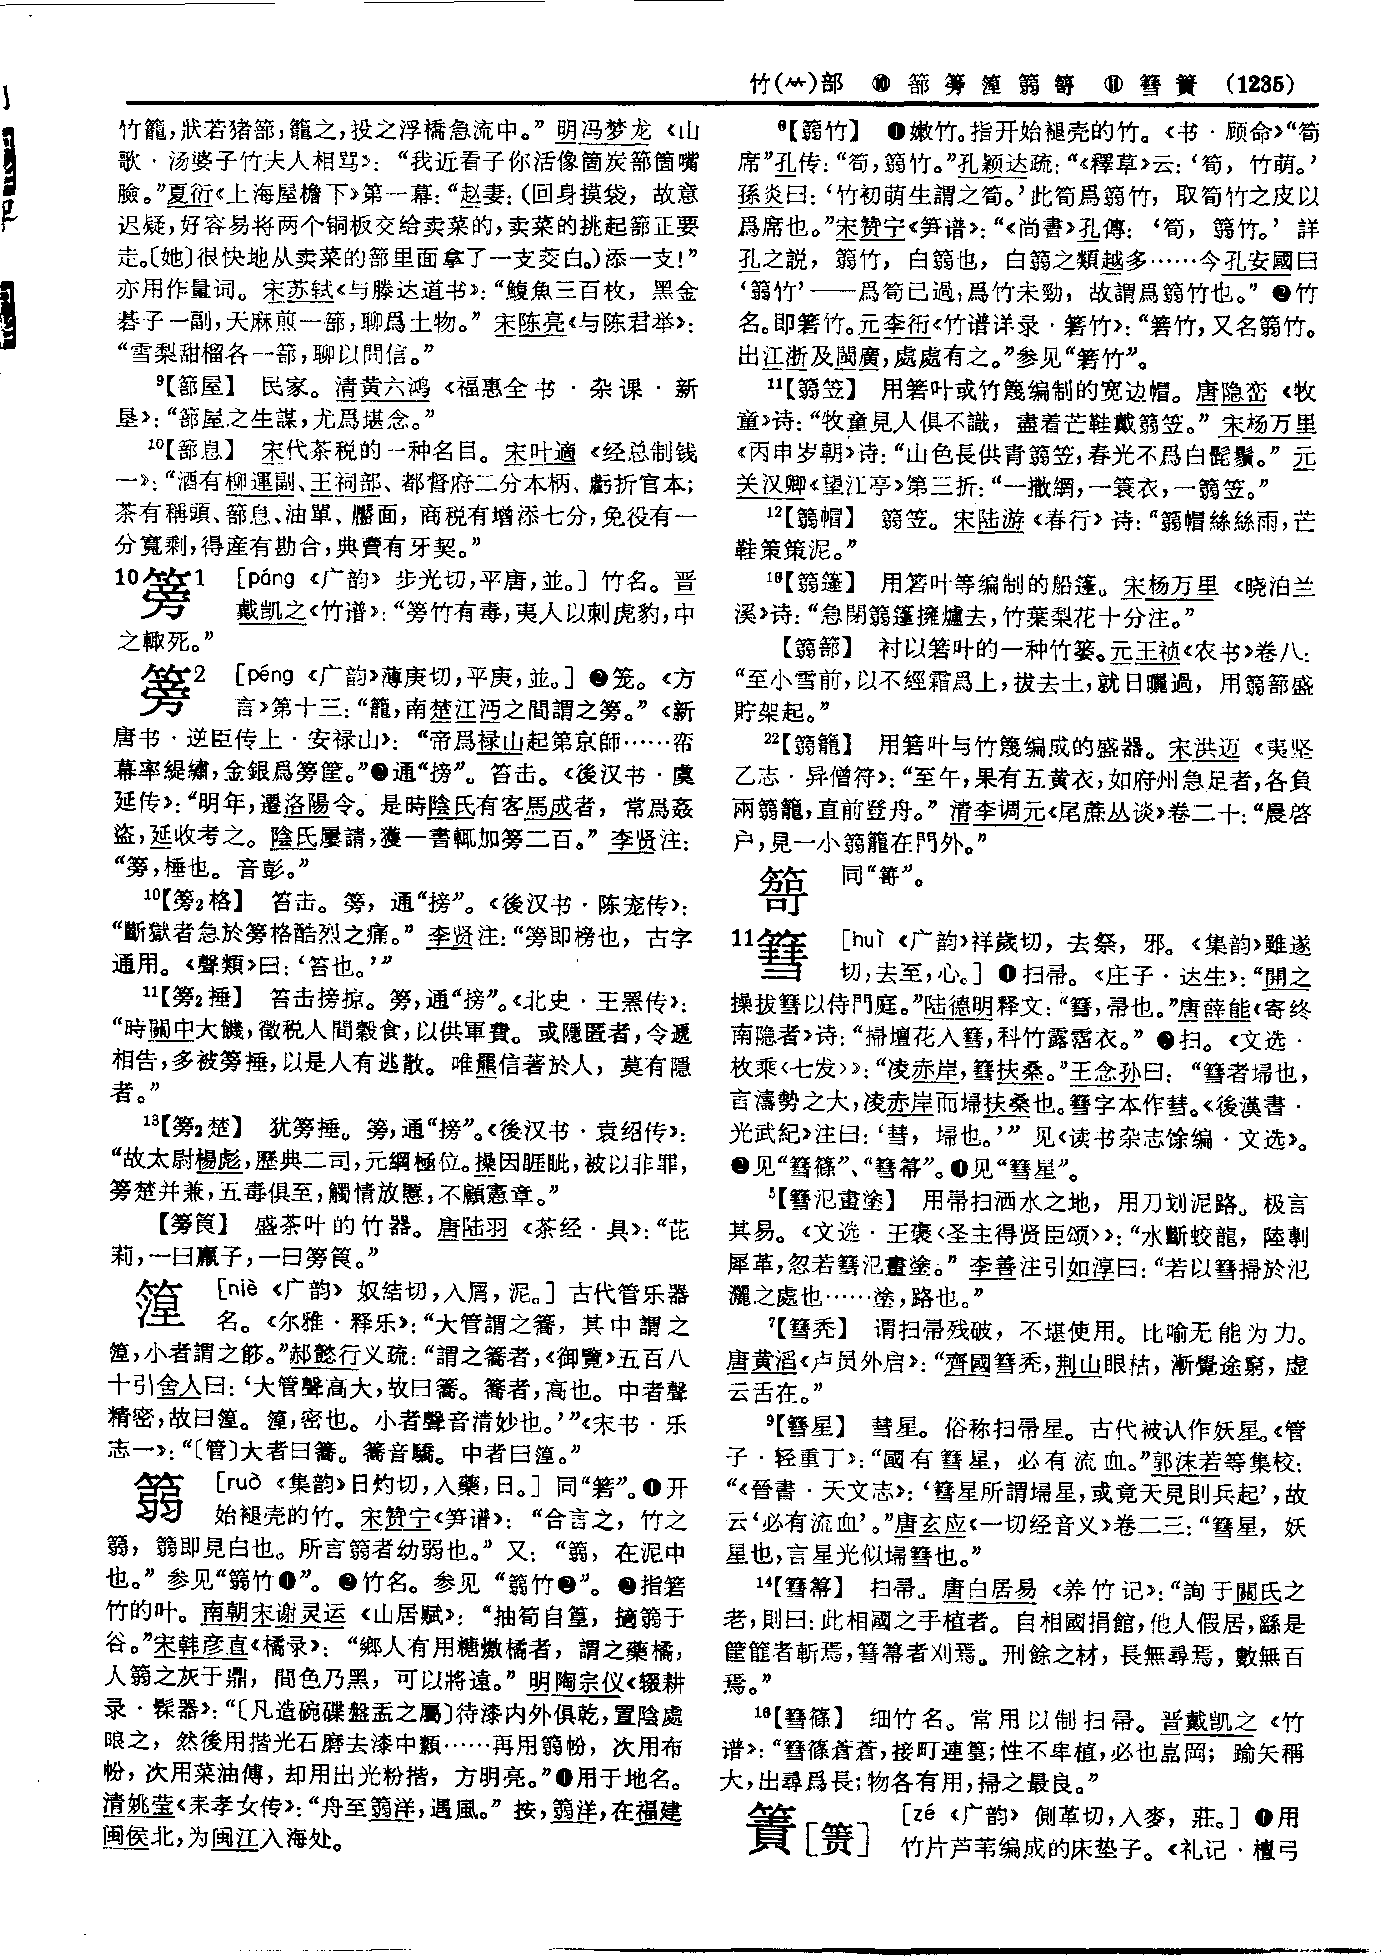 竹(⺮)部 ❿ 篰 篣 篞 篛 篈 ⓫ 篲 簀 (1235)
竹籠,狀若猪篰,籠之,投之浮橋急流中。”明冯梦龙《山
歌·汤婆子竹夫人相骂》:“我近看子你活像箇炭篰箇嘴
臉。”夏衍《上海屋檐下》第一幕:“赵妻:(回身摸袋,故意
迟疑,好容易将两个铜板交给卖菜的,卖菜的挑起篰正要
走。〔她〕很快地从卖菜的篰里面拿了一支茭白。)添一支!”
亦用作量词。宋苏轼《与滕达道书》:“鰒魚三百枚,黑金
碁子一副,天麻煎一篰,聊爲土物。”宋陈亮《与陈君举》:
“雪梨甜榴各一篰,聊以問信。”
⁹【篰屋】 民家。清黄六鸿《福惠全书·杂课·新
垦》:“篰屋之生謀,尤爲堪念。”
¹⁰【篰息】 宋代茶税的一种名目。宋叶適《经总制钱
一》:“酒有柳運副、王祠部、都督府二分本柄、虧折官本;
茶有稱頭、篰息、油單、靨面,商税有增添七分,免役有一
分寬剩,得産有勘合,典賣有牙契。”
10 篣1 [páng《广韵》步光切,平唐,並。] 竹名。晋
戴凯之《竹谱》:“篣竹有毒,夷人以刺虎豹,中
之輙死。”
篣2 [péng《广韵》薄庚切,平庚,並。] ❶笼。《方
言》第十三:“籠,南楚江沔之間謂之篣。”《新
唐书·逆臣传上·安禄山》:“帝爲禄山起第京師……帟
幕率緹繡,金銀爲篣筐。”❷通“搒”。笞击。《後汉书·虞
延传》:“明年,遷洛陽令。是時陰氏有客馬成者,常爲姦
盜,延收考之。陰氏屢請,獲一書輒加篣二百。”李贤注:
“篣,棰也。音彭。”
¹⁰【篣₂格】 笞击。篣,通“搒”。《後汉书·陈宠传》:
“斷獄者急於篣格酷烈之痛。”李贤注:“篣即榜也,古字
通用。《聲類》曰:‘笞也。’”
¹¹【篣₂捶】 笞击搒掠。篣,通“搒”。《北史·王罴传》:
“時關中大饑,徵税人間穀食,以供軍費。或隱匿者,令遞
相告,多被篣捶,以是人有逃散。唯羆信著於人,莫有隱
者。”
¹³【篣₂楚】 犹篣捶。篣,通“搒”。《後汉书·袁绍传》:
“故太尉楊彪,歷典二司,元綱極位。操因睚眦,被以非罪,
篣楚并兼,五毒俱至,觸情放慝,不顧憲章。”
【篣筤】 盛茶叶的竹器。唐陆羽《茶经·具》:“芘
莉,一曰蠃子,一曰篣筤。”
篞 [niè《广韵》奴结切,入屑,泥。] 古代管乐器
名。《尔雅·释乐》:“大管謂之簥,其中謂之
篞,小者謂之篎。”郝懿行义疏:“謂之簥者,《御覽》五百八
十引舍人曰:‘大管聲高大,故曰簥。簥者,高也。中者聲
精密,故曰篞。篞,密也。小者聲音清妙也。’”《宋书·乐
志一》:“〔管〕大者曰簥。簥音驕。中者曰篞。”
篛 [ruò《集韵》日灼切,入藥,日。] 同“箬”。❶开
始褪壳的竹。宋赞宁《笋谱》:“合言之,竹之
篛,篛即見白也。所言篛者幼弱也。”又:“篛,在泥中
也。”参见“篛竹❶”。❷竹名。参见“篛竹❷”。❸指箬
竹的叶。南朝宋谢灵运《山居赋》:“抽筍自篁,擿篛于
谷。”宋韩彦直《橘录》:“鄉人有用糖燉橘者,謂之藥橘,
入篛之灰于鼎,間色乃黑,可以將遠。”明陶宗仪《辍耕
录·髹器》:“〔凡造碗碟盤盂之屬〕待漆内外俱乾,置陰處
晾之,然後用揩光石磨去漆中纇……再用篛帉,次用布
帉,次用菜油傅,却用出光粉揩,方明亮。”❹用于地名。
清姚莹《耒孝女传》:“舟至篛洋,遇風。”按,篛洋,在福建
闽侯北,为闽江入海处。
⁸【篛竹】 ❶嫩竹。指开始褪壳的竹。《书·顾命》“筍
席”孔传:“筍,篛竹。”孔颖达疏:“《釋草》云:‘筍,竹萌。’
孫炎曰:‘竹初萌生謂之筍。’此筍爲篛竹,取筍竹之皮以
爲席也。”宋赞宁《笋谱》:“《尚書》孔傳:‘筍,篛竹。’詳
孔之説,篛竹,白篛也,白篛之類越多……今孔安國曰
‘篛竹’——爲筍已過,爲竹未勁,故謂爲篛竹也。”❷竹
名。即箬竹。元李衎《竹谱洋录·箬竹》:“箬竹,又名篛竹。
出江浙及閩廣,處處有之。”参见“箬竹”。
¹¹【篛笠】 用箬叶或竹篾编制的宽边帽。唐隐峦《牧
童》诗:“牧童見人俱不識,盡着芒鞋戴篛笠。”宋杨万里
《丙申岁朝》诗:“山色長供青篛笠,春光不爲白髭鬚。”元
关汉卿《望江亭》第三折:“一撒網,一簑衣,一篛笠。”
¹²【篛帽】 篛笠。宋陆游《春行》诗:“篛帽絲絲雨,芒
鞋策策泥。”
¹⁶【篛篷】 用箬叶等编制的船篷。宋杨万里《晓泊兰
溪》诗:“急閉篛篷擁爐去,竹葉梨花十分注。”
【篛篰】 衬以箬叶的一种竹篓。元王祯《农书》卷八:
“至小雪前,以不經霜爲上,拔去土,就日曬過,用篛篰盛
貯架起。”
²²【篛籠】 用箬叶与竹篾编成的盛器。宋洪迈《夷坚
乙志·异僧符》:“至午,果有五黄衣,如府州急足者,各負
兩篛籠,直前登舟。”清李调元《尾蔗丛谈》卷二十:“晨啓
户,見一小篛籠在門外。”
同“篈”。
11 篲 [huì《广韵》祥歲切,去祭,邪。《集韵》雖遂
切,去至,心。] ❶扫帚。《庄子·达生》:“開之
操拔篲以侍門庭。”陆德明释文:“篲,帚也。”唐薛能《寄终
南隐者》诗:“掃壇花入篲,科竹露霑衣。”❷扫。《文选·
枚乘〈七发〉》:“凌赤岸,篲扶桑。”王念孙曰:“篲者埽也,
言濤勢之大,凌赤岸而埽扶桑也。篲字本作彗。《後漢書·
光武紀》注曰:‘彗,埽也。’”见《读书杂志馀编·文选》。
❸见“篲篠”、“篲箒”。❹见“篲星”。
⁵【篲氾畫塗】 用帚扫洒水之地,用刀划泥路。极言
其易。《文选·王褒〈圣主得贤臣颂〉》:“水斷蛟龍,陸剸
犀革,忽若篲氾畫塗。”李善注引如淳曰:“若以篲掃於氾
灑之處也……塗,路也。”
⁷【篲秃】 谓扫帚残破,不堪使用。比喻无能为力。
唐黄滔《卢员外启》:“齊國篲秃,荆山眼枯,漸覺途窮,虚
云舌在。”
⁹【篲星】 彗星。俗称扫帚星。古代被认作妖星。《管
子·轻重丁》:“國有篲星,必有流血。”郭沫若等集校:
“《晉書·天文志》:‘篲星所謂埽星,或竟天見則兵起’,故
云‘必有流血’。”唐玄应《一切经音义》卷二三:“篲星,妖
星也,言星光似埽篲也。”
¹⁴【篲箒】 扫帚。唐白居易《养竹记》:“詢于關氏之
老,則曰:此相國之手植者。自相國捐館,他人假居,繇是
筐篚者斬焉,篲箒者刈焉。刑餘之材,長無尋焉,數無百
焉。”
¹⁶【篲篠】 细竹名。常用以制扫帚。晋戴凯之《竹
谱》:“篲篠蒼蒼,接町連篁;性不卑植,必也嵓岡;踰矢稱
大,出尋爲長;物各有用,掃之最良。”
簀[箦] [zé《广韵》側革切,入麥,莊。] ❶用
竹片芦苇编成的床垫子。《礼记·檀弓